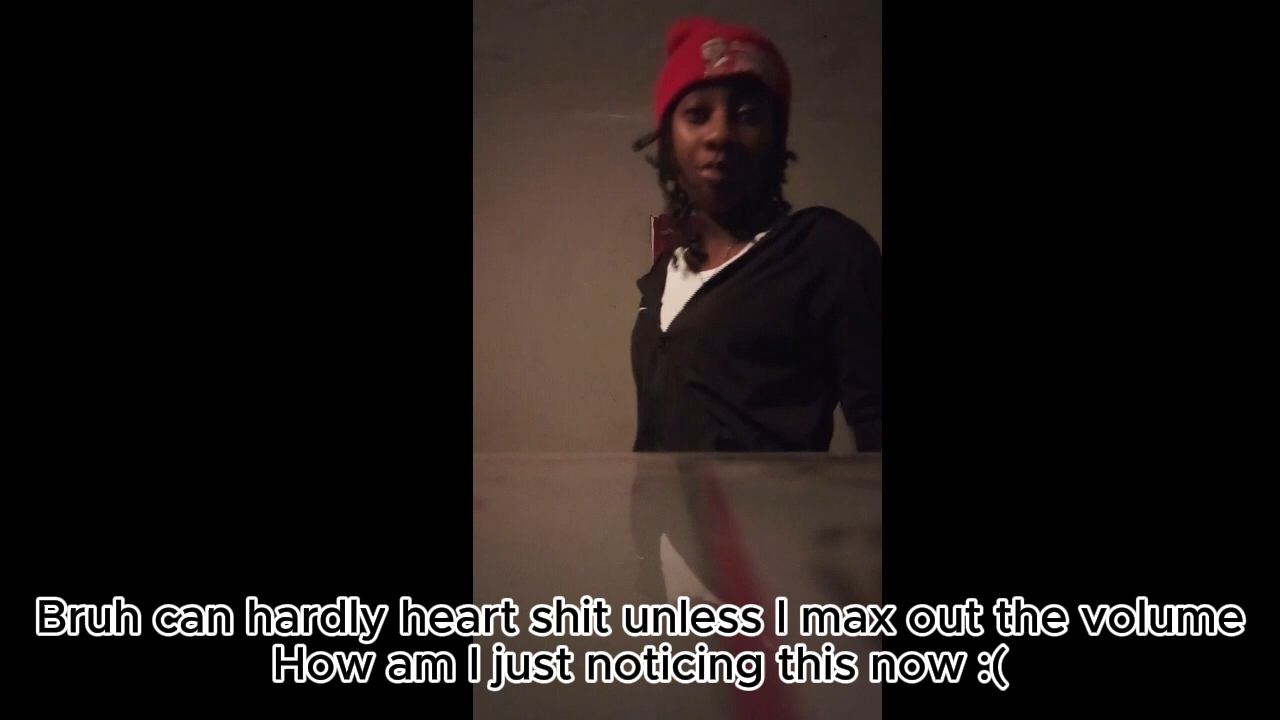 Bruh can hardly heart shit unless I max out the volume
How am I just noticing this now :(